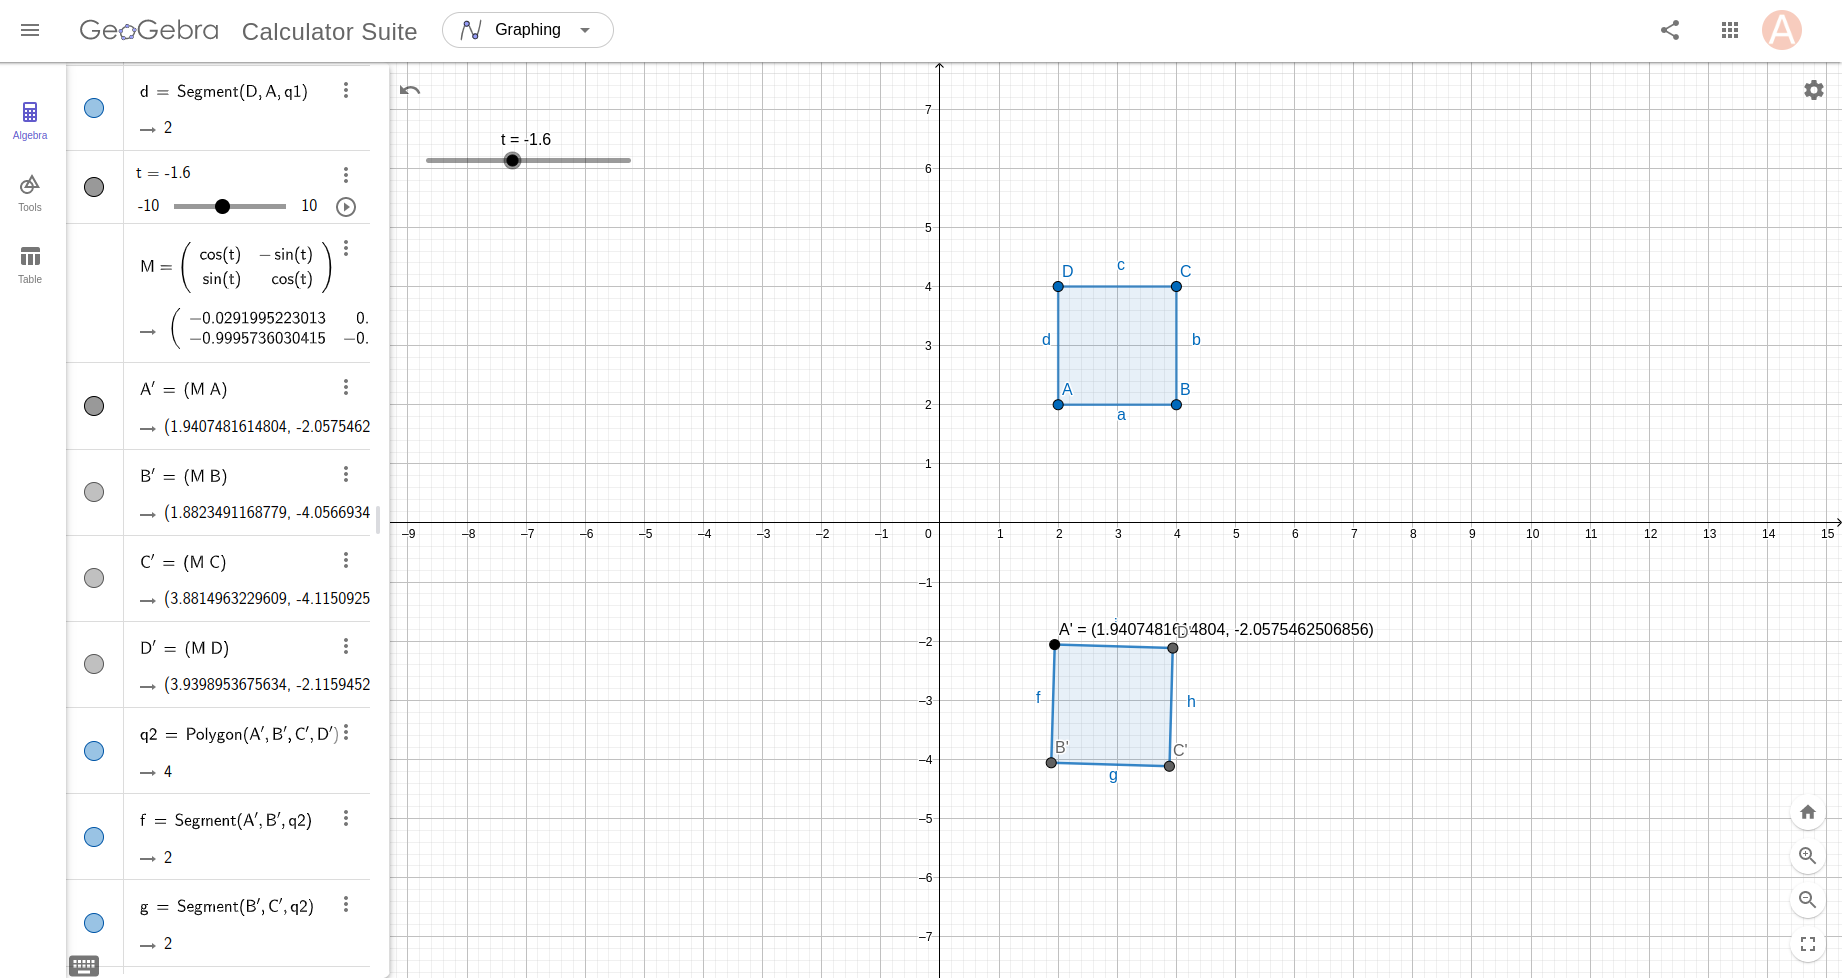 GeoGebra Calculator Suite Graphing A
Algebra
Tools
Table
d = Segment(D, A, q1)
→ 2
t = -1.6
-10 10
M = ( cos(t) −sin(t)
sin(t) cos(t) )
→ ( −0.0291995223013 0.
−0.9995736030415 −0.
A′ = (M A)
→ (1.9407481614804, -2.0575462
B′ = (M B)
→ (1.8823491168779, -4.0566934
C′ = (M C)
→ (3.8814963229609, -4.1150925
D′ = (M D)
→ (3.9398953675634, -2.1159452
q2 = Polygon(A′, B′, C′, D′)
→ 4
f = Segment(A′, B′, q2)
→ 2
g = Segment(B′, C′, q2)
→ 2
t = -1.6
7
6
5
D c C
4
d 3 b
A B
2
a
1
−9 −8 −7 −6 −5 −4 −3 −2 −1 0 1 2 3 4 5 6 7 8 9 10 11 12 13 14 15
−1
A' = (1.9407481614804, -2.0575462506856)
D'
−2
f −3 h
B' C'
−4
g
−5
−6
−7